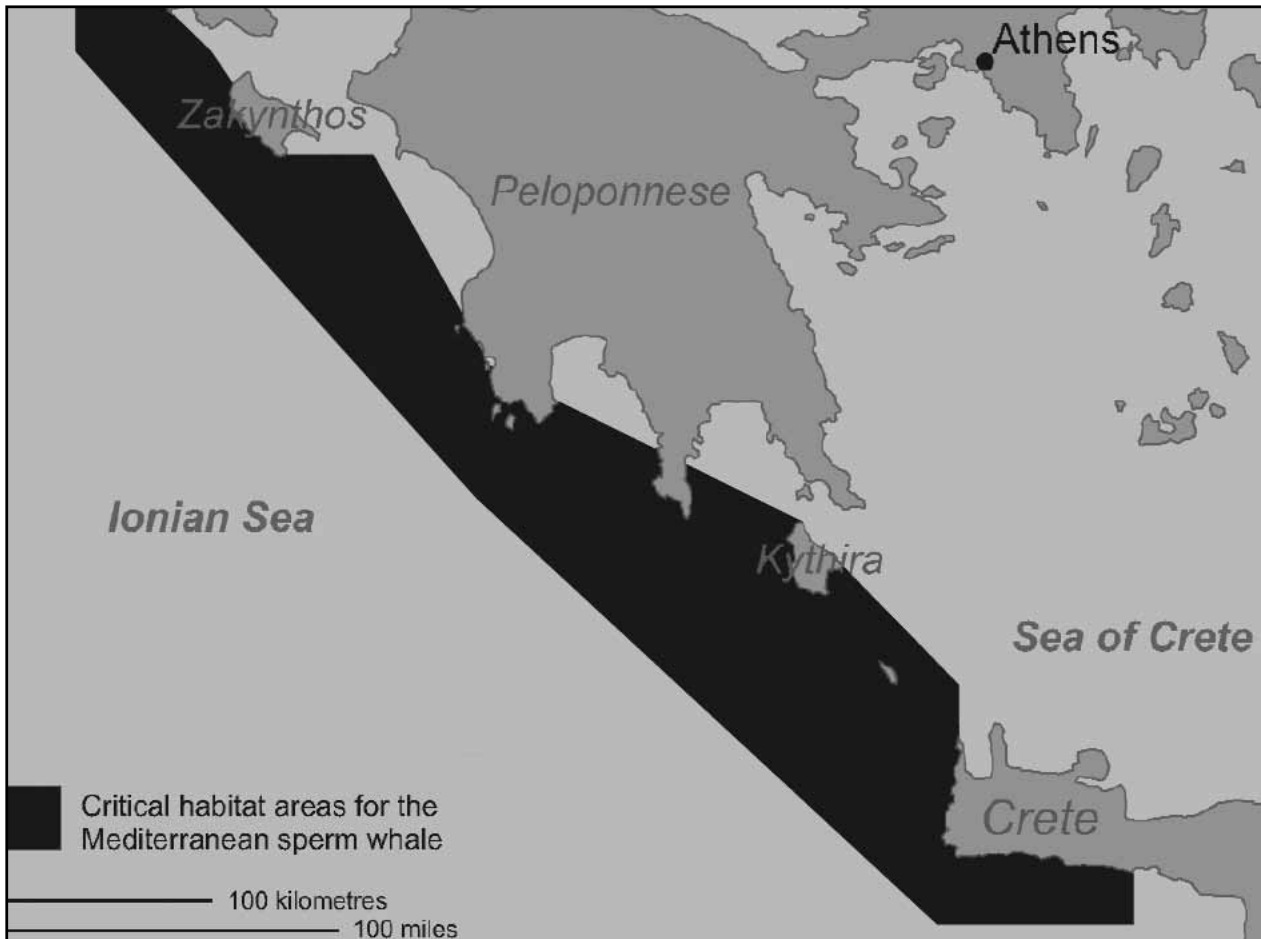 Athens
Zakynthos
Peloponnese
Ionian Sea
Kythira
Sea of Crete
Critical habitat areas for the
Mediterranean sperm whale
Crete
100 kilometres
100 miles